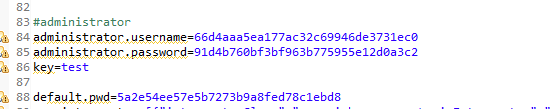 82
83 #administrator
84 administrator.username=66d4aaa5ea177ac32c69946de3731ec0
85 administrator.password=91d4b760bf3bf963b775955e12d0a3c2
86 key=test
87
88 default.pwd=5a2e54ee57e5b7273b9a8fed78c1ebd8